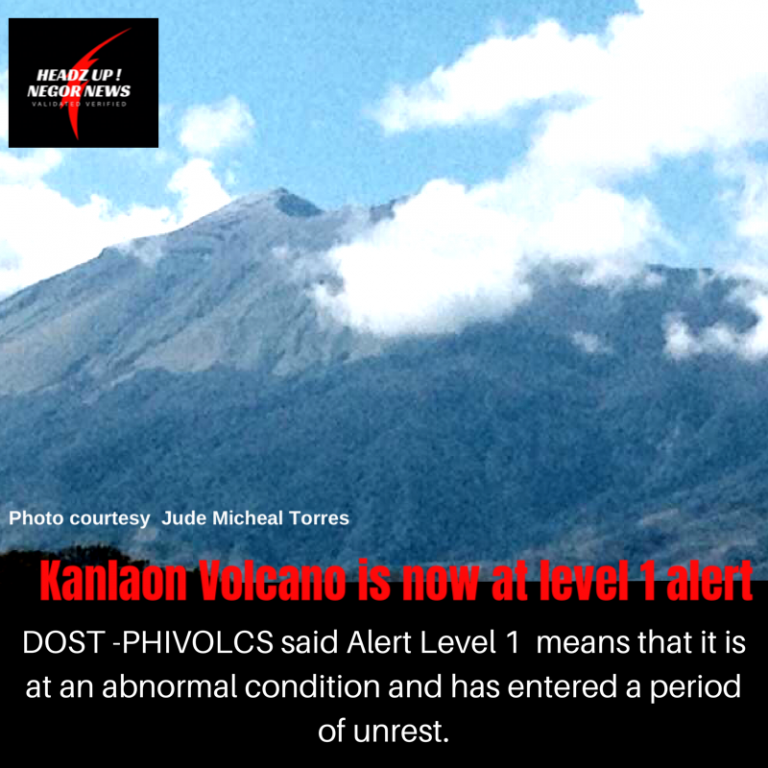 HEADZ UP !
NEGOR NEWS
VALIDATED VERIFIED
Photo courtesy Jude Micheal Torres
Kanlaon Volcano is now at level 1 alert
DOST -PHIVOLCS said Alert Level 1 means that it is
at an abnormal condition and has entered a period
of unrest.